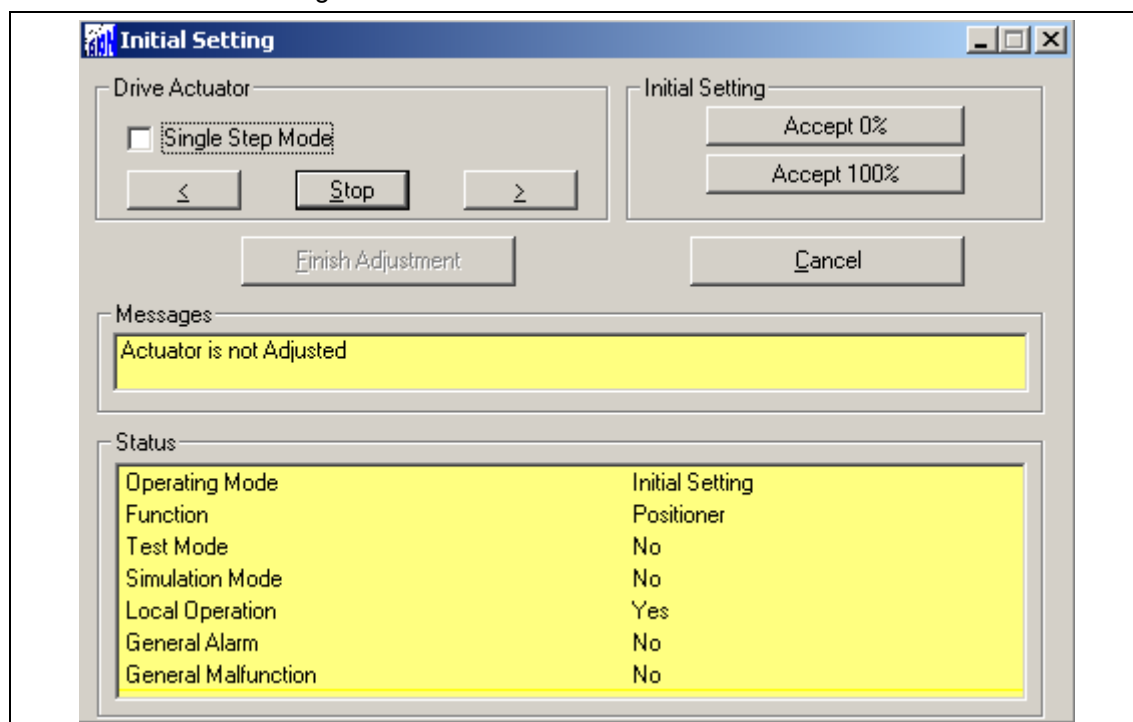 Initial Setting
Drive Actuator
Initial Setting
Single Step Mode
Accept 0%
Accept 100%
< Stop >
Finish Adjustment
Cancel
Messages
Actuator is not Adjusted
Status
Operating Mode Initial Setting
Function Positioner
Test Mode No
Simulation Mode No
Local Operation Yes
General Alarm No
General Malfunction No